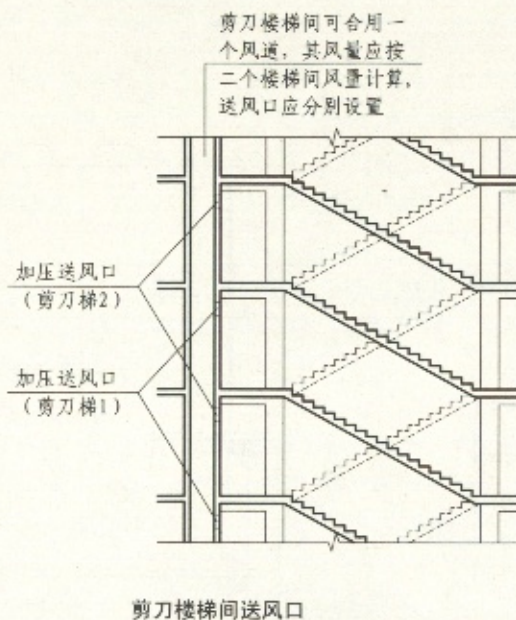 剪刀楼梯间可合用一
个风道，其风量应按
二个楼梯间风量计算，
送风口应分别设置
加压送风口
（剪刀梯2）
加压送风口
（剪刀梯1）
剪刀楼梯间送风口